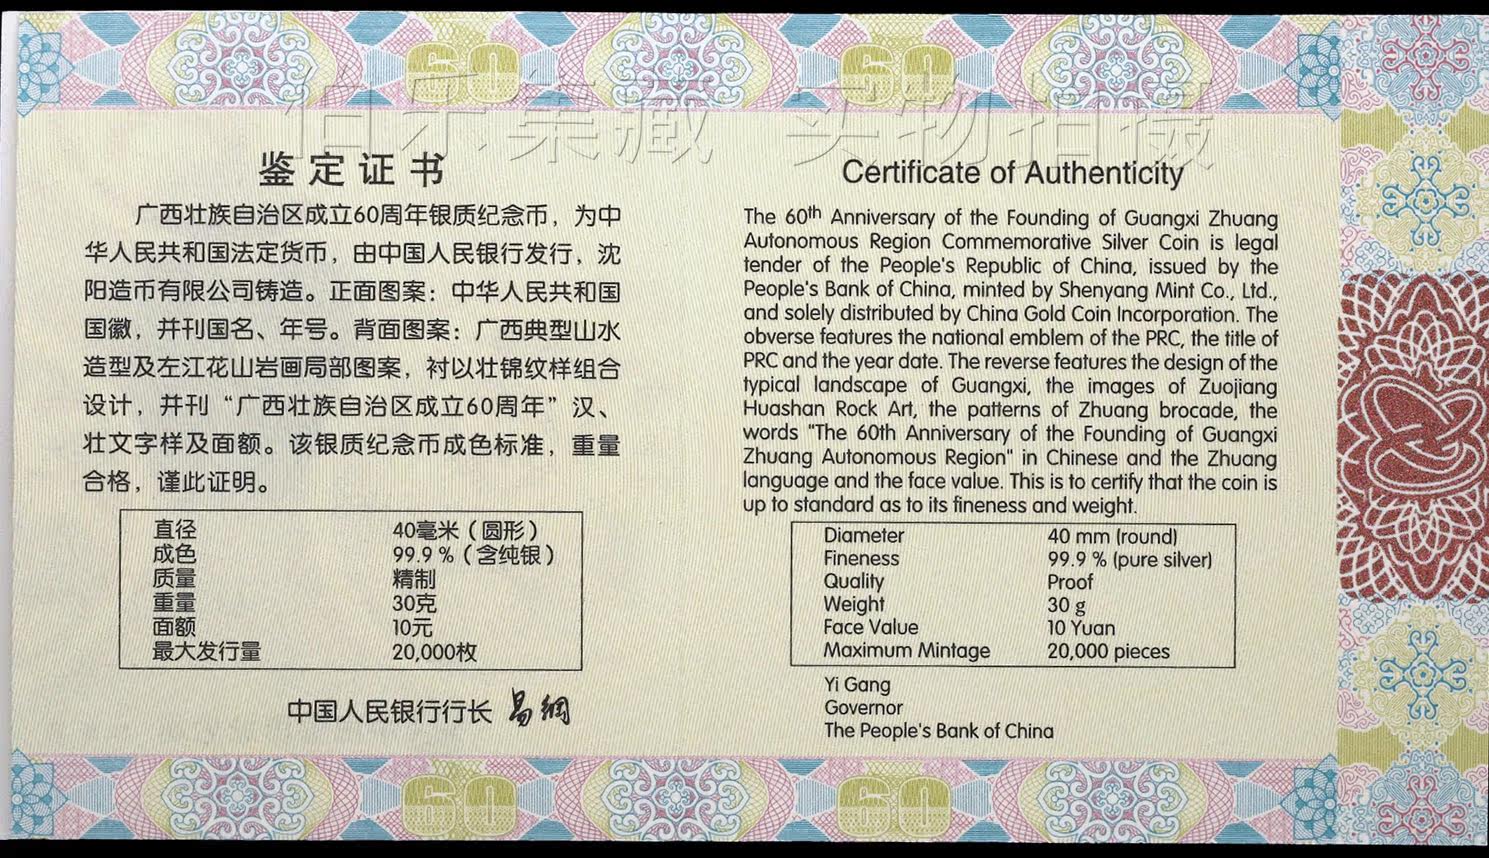 伯乐集藏 实物拍摄
鉴定证书
广西壮族自治区成立60周年银质纪念币，为中
华人民共和国法定货币，由中国人民银行发行，沈
阳造币有限公司铸造。正面图案：中华人民共和国
国徽，并刊国名、年号。背面图案：广西典型山水
造型及左江花山岩画局部图案，衬以壮锦纹样组合
设计，并刊“广西壮族自治区成立60周年”汉、
壮文字样及面额。该银质纪念币成色标准，重量
合格，谨此证明。
直径 40毫米（圆形）
成色 99.9 %（含纯银）
质量 精制
重量 30克
面额 10元
最大发行量 20,000枚
中国人民银行行长 易纲
Certificate of Authenticity
The 60th Anniversary of the Founding of Guangxi Zhuang
Autonomous Region Commemorative Silver Coin is legal
tender of the People's Republic of China, issued by the
People's Bank of China, minted by Shenyang Mint Co., Ltd.,
and solely distributed by China Gold Coin Incorporation. The
obverse features the national emblem of the PRC, the title of
PRC and the year date. The reverse features the design of the
typical landscape of Guangxi, the images of Zuojiang
Huashan Rock Art, the patterns of Zhuang brocade, the
words "The 60th Anniversary of the Founding of Guangxi
Zhuang Autonomous Region" in Chinese and the Zhuang
language and the face value. This is to certify that the coin is
up to standard as to its fineness and weight.
Diameter 40 mm (round)
Fineness 99.9 % (pure silver)
Quality Proof
Weight 30 g
Face Value 10 Yuan
Maximum Mintage 20,000 pieces
Yi Gang
Governor
The People's Bank of China
60
60
60
60